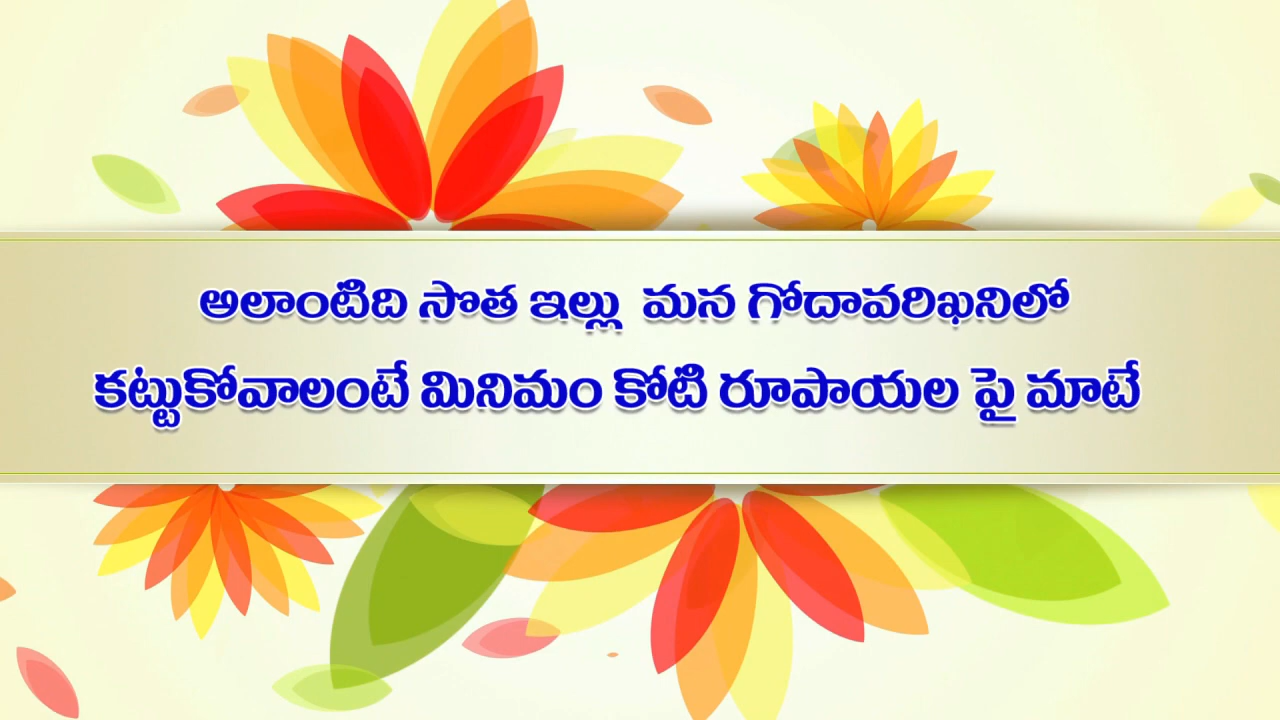 అలాంటిది సొత ఇల్లు మన గోదావరిఖనిలో
కట్టుకోవాలంటే మినిమం కోటి రూపాయల పై మాటే